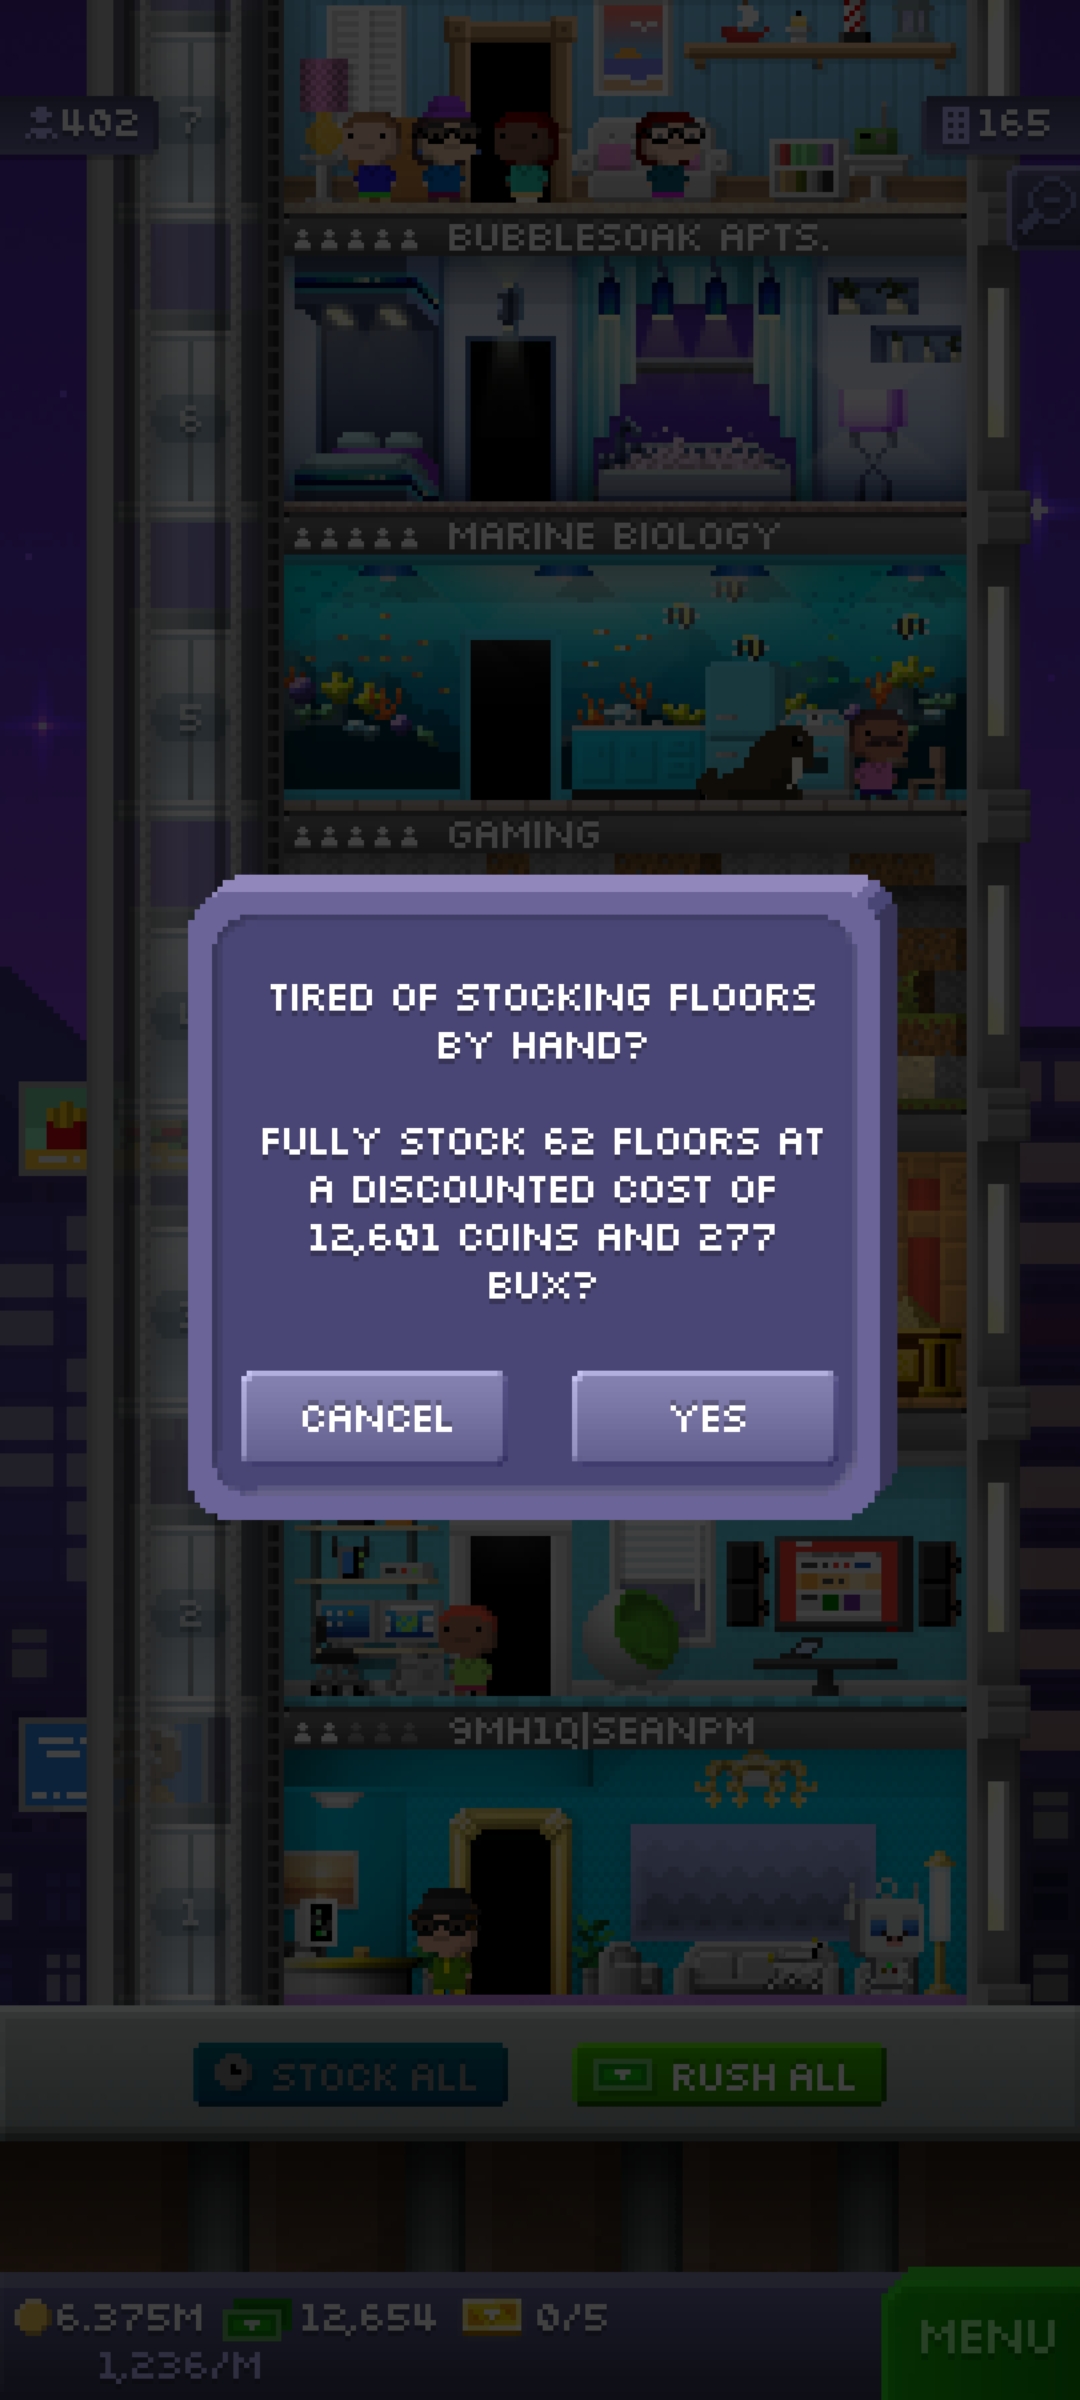 402
7
165
BUBBLESOAK APTS.
6
MARINE BIOLOGY
5
GAMING
TIRED OF STOCKING FLOORS
BY HAND?
FULLY STOCK 62 FLOORS AT
A DISCOUNTED COST OF
12,601 COINS AND 277
BUX?
CANCEL
YES
2
9MH1Q|SEANPM
1
STOCK ALL
RUSH ALL
6.375M
12,654
0/5
1,236/M
MENU